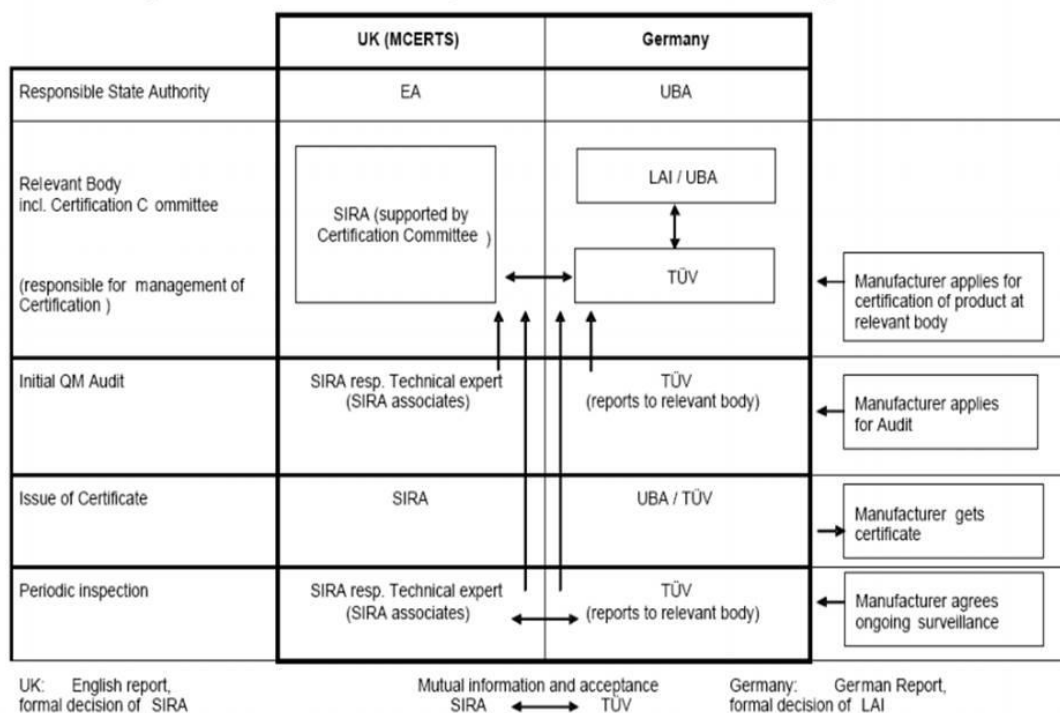 UK (MCERTS)
Germany
Responsible State Authority
EA
UBA
Relevant Body
incl. Certification C ommittee
(responsible for management of
Certification )
SIRA (supported by
Certification Committee )
LAI / UBA
TÜV
Manufacturer applies for
certification of product at
relevant body
Initial QM Audit
SIRA resp. Technical expert
(SIRA associates)
TÜV
(reports to relevant body)
Manufacturer applies
for Audit
Issue of Certificate
SIRA
UBA / TÜV
Manufacturer gets
certificate
Periodic inspection
SIRA resp. Technical expert
(SIRA associates)
TÜV
(reports to relevant body)
Manufacturer agrees
ongoing surveillance
UK: English report,
formal decision of SIRA
Mutual information and acceptance
SIRA TÜV
Germany: German Report,
formal decision of LAI